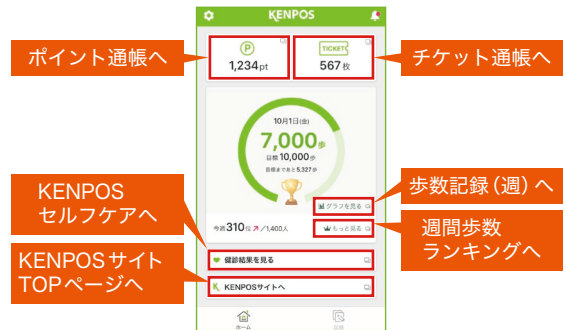 KENPOS
ポイント通帳へ
P
1,234pt
TICKET
567枚
チケット通帳へ
10月1日(金)
7,000歩
目標 10,000歩
目標まであと5,327歩
KENPOS
セルフケアへ
グラフを見る
歩数記録(週)へ
今週310位 /1,400人
もっと見る
週間歩数
ランキングへ
健診結果を見る
KENPOSサイト
TOPページへ
KENPOSサイトへ
ホーム